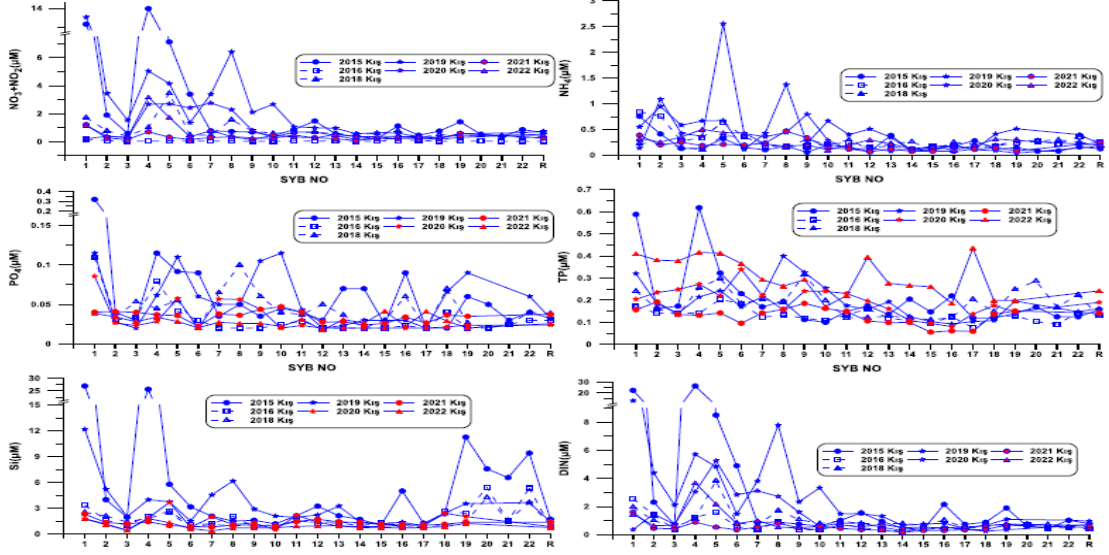 NO3+NO2(µM)
14
6
4
2
0
2015 Kış
2019 Kış
2021 Kış
2016 Kış
2020 Kış
2022 Kış
2018 Kış
1 2 3 4 5 6 7 8 9 10 11 12 13 14 15 16 17 18 19 20 21 22 R
SYB NO
NH4(µM)
3
2.5
2
1.5
1
0.5
0
2015 Kış
2019 Kış
2021 Kış
2016 Kış
2020 Kış
2022 Kış
2018 Kış
1 2 3 4 5 6 7 8 9 10 11 12 13 14 15 16 17 18 19 20 21 22 R
SYB NO
PO4(µM)
0.4
0.3
0.2
0.15
0.1
0.05
0
2015 Kış
2019 Kış
2021 Kış
2016 Kış
2020 Kış
2022 Kış
2018 Kış
1 2 3 4 5 6 7 8 9 10 11 12 13 14 15 16 17 18 19 20 21 22 R
SYB NO
TP(µM)
0.7
0.6
0.5
0.4
0.3
0.2
0.1
0
2015 Kış
2019 Kış
2021 Kış
2016 Kış
2020 Kış
2022 Kış
2018 Kış
1 2 3 4 5 6 7 8 9 10 11 12 13 14 15 16 17 18 19 20 21 22 R
SYB NO
Si(µM)
30
25
15
12
9
6
3
0
2015 Kış
2019 Kış
2021 Kış
2016 Kış
2020 Kış
2022 Kış
2018 Kış
1 2 3 4 5 6 7 8 9 10 11 12 13 14 15 16 17 18 19 20 21 22 R
DIN(µM)
30
20
10
8
6
4
2
0
2015 Kış
2019 Kış
2021 Kış
2016 Kış
2020 Kış
2022 Kış
2018 Kış
1 2 3 4 5 6 7 8 9 10 11 12 13 14 15 16 17 18 19 20 21 22 R